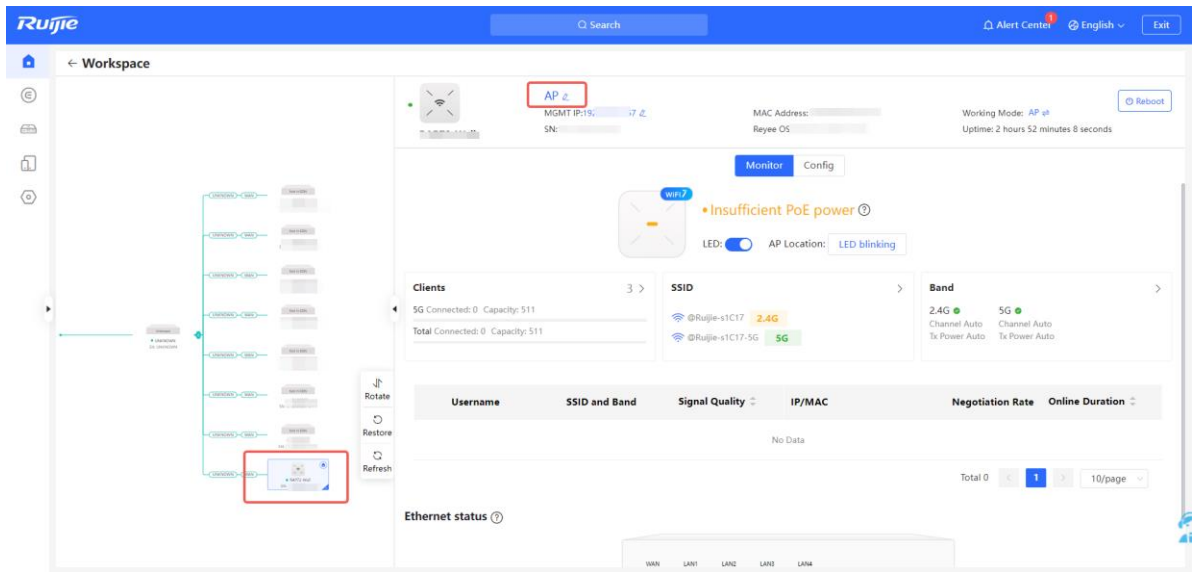 Ruijie
Search
Alert Center
1
English
Exit
← Workspace
AP
MGMT IP:
SN:
MAC Address:
Reyee OS
Working Mode: AP
Uptime: 2 hours 52 minutes 8 seconds
Reboot
Monitor
Config
WiFi7
Insufficient PoE power
LED:
AP Location:
LED blinking
Clients
3 >
5G Connected: 0 Capacity: 511
Total Connected: 0 Capacity: 511
SSID
@Ruijie-s1C17 2.4G
@Ruijie-s1C17-5G 5G
Band
2.4G
Channel Auto
Tx Power Auto
5G
Channel Auto
Tx Power Auto
Rotate
Restore
Refresh
Username
SSID and Band
Signal Quality
IP/MAC
Negotiation Rate
Online Duration
No Data
Total 0
1
10/page
Ethernet status
WAN LAN1 LAN2 LAN3 LAN4